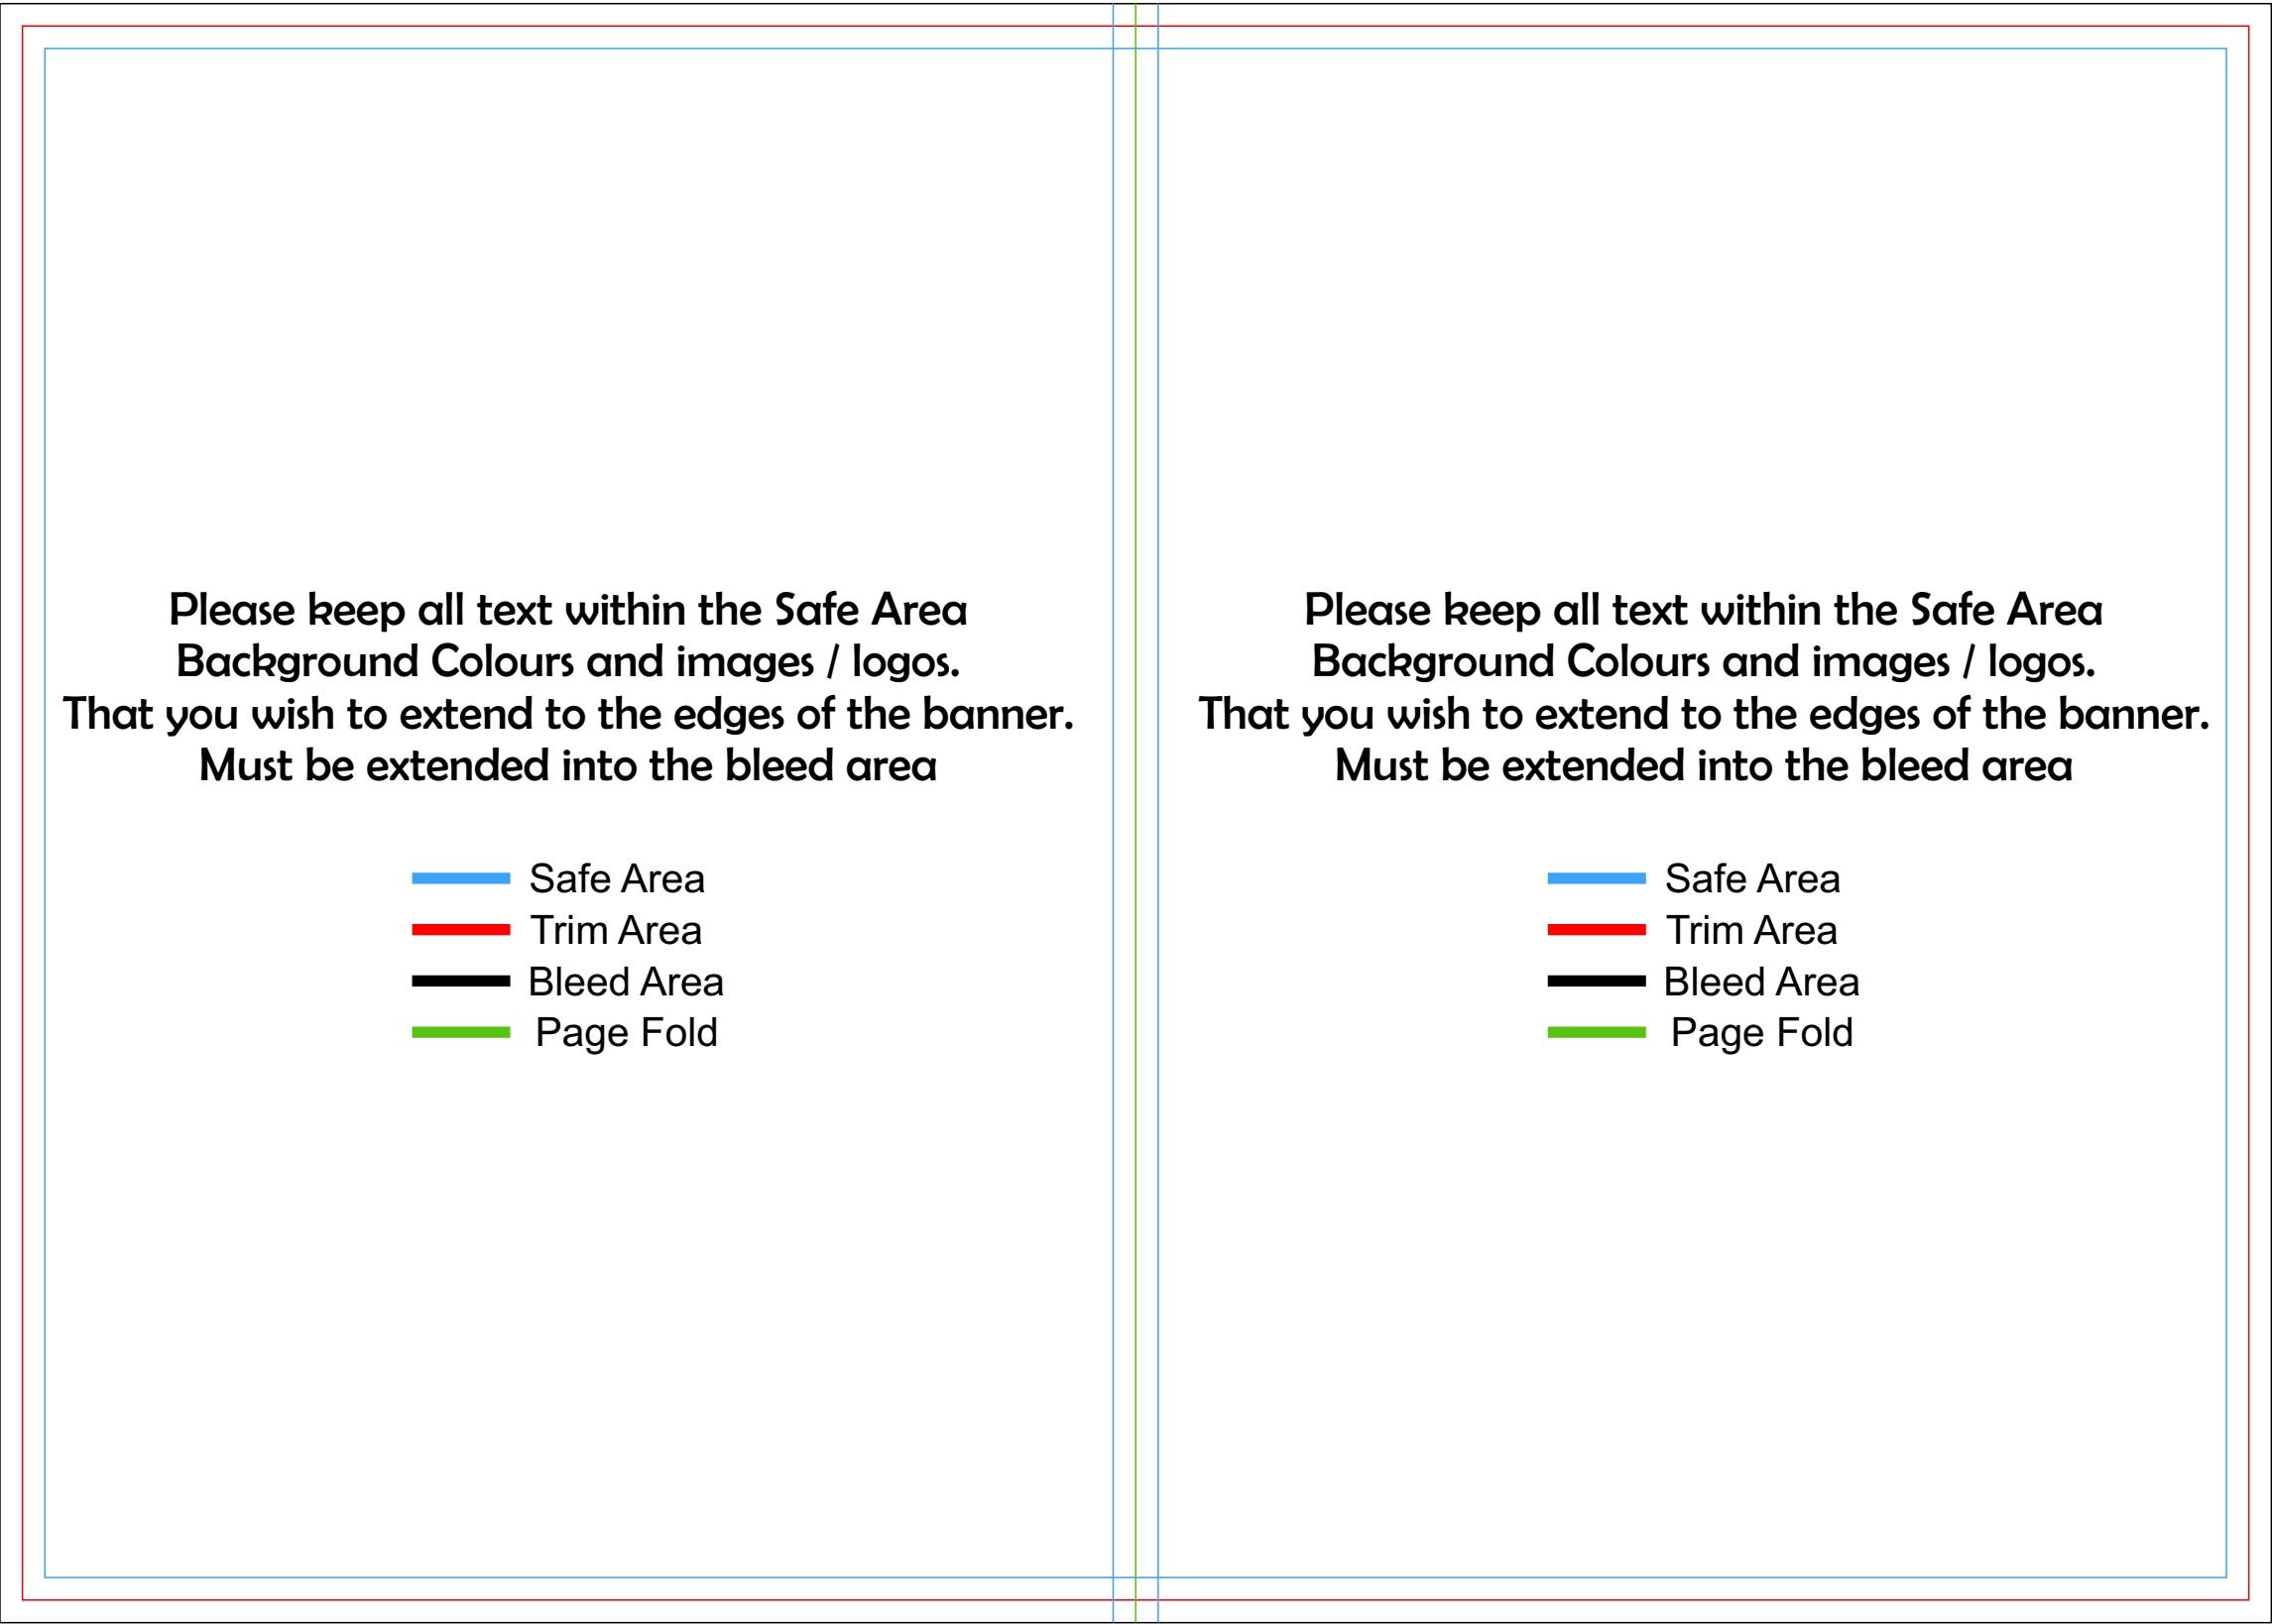 Please keep all text within the Safe Area
Background Colours and images / logos.
That you wish to extend to the edges of the banner.
Must be extended into the bleed area
Safe Area
Trim Area
Bleed Area
Page Fold
Please keep all text within the Safe Area
Background Colours and images / logos.
That you wish to extend to the edges of the banner.
Must be extended into the bleed area
Safe Area
Trim Area
Bleed Area
Page Fold